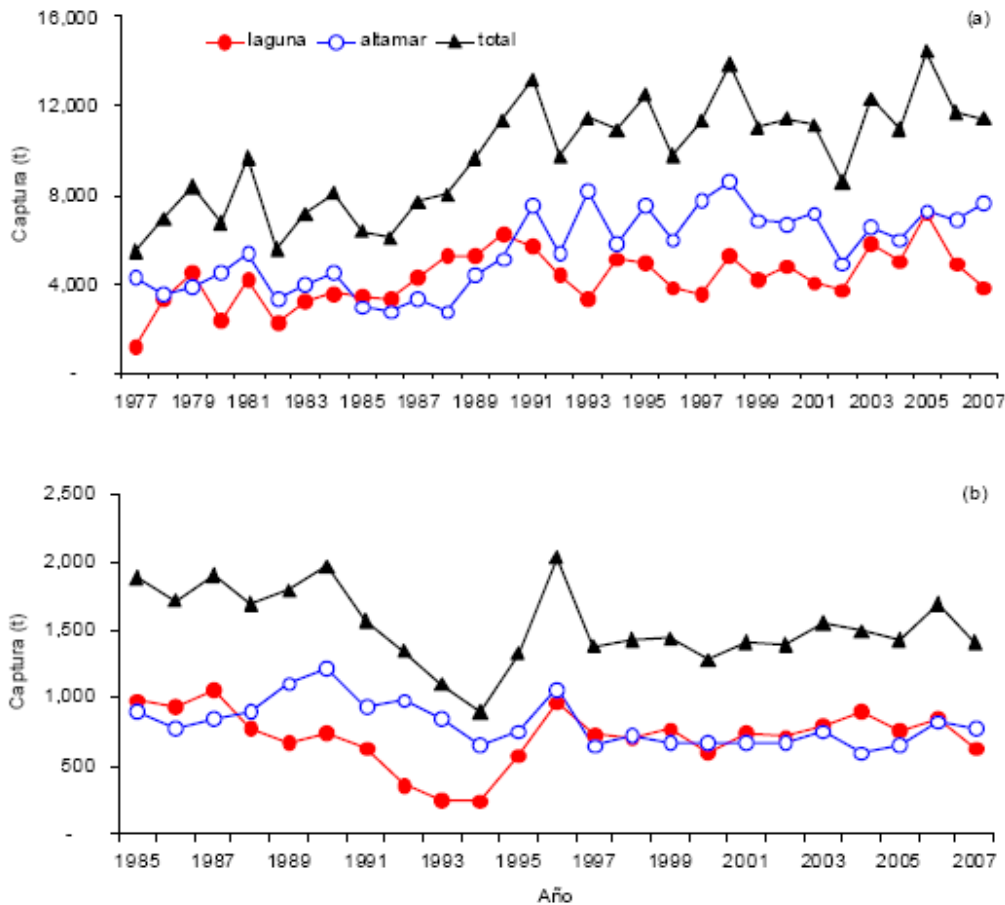 (a)
laguna altamar total
Captura (t)
16,000
12,000
8,000
4,000
-
1977 1979 1981 1983 1985 1987 1989 1991 1993 1995 1997 1999 2001 2003 2005 2007
(b)
Captura (t)
2,500
2,000
1,500
1,000
500
-
1985 1987 1989 1991 1993 1995 1997 1999 2001 2003 2005 2007
Año